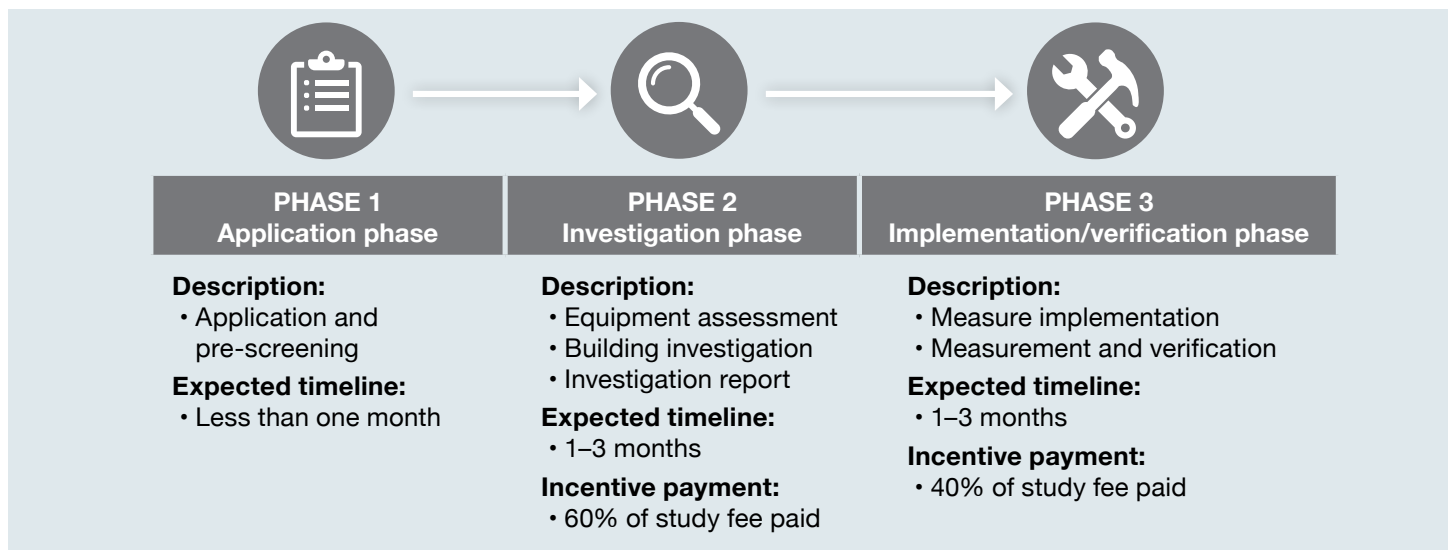 PHASE 1
Application phase
Description:
• Application and
pre-screening
Expected timeline:
• Less than one month
PHASE 2
Investigation phase
Description:
• Equipment assessment
• Building investigation
• Investigation report
Expected timeline:
• 1–3 months
Incentive payment:
• 60% of study fee paid
PHASE 3
Implementation/verification phase
Description:
• Measure implementation
• Measurement and verification
Expected timeline:
• 1–3 months
Incentive payment:
• 40% of study fee paid